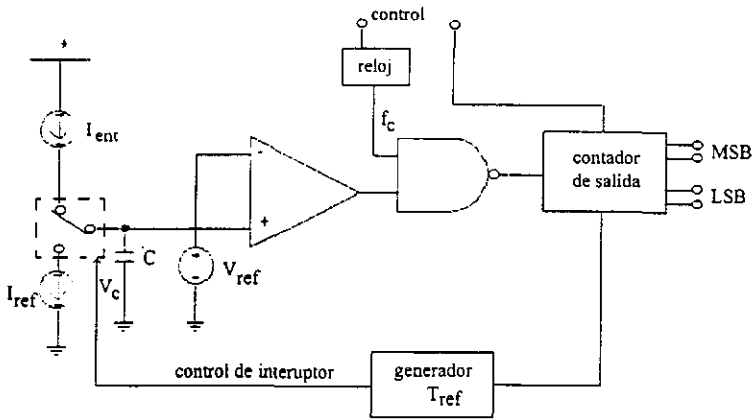 control
+
reloj
I_ent
f_c
-
contador
de salida
MSB
LSB
+
C
V_ref
V_c
I_ref
control de interuptor
generador
T_ref